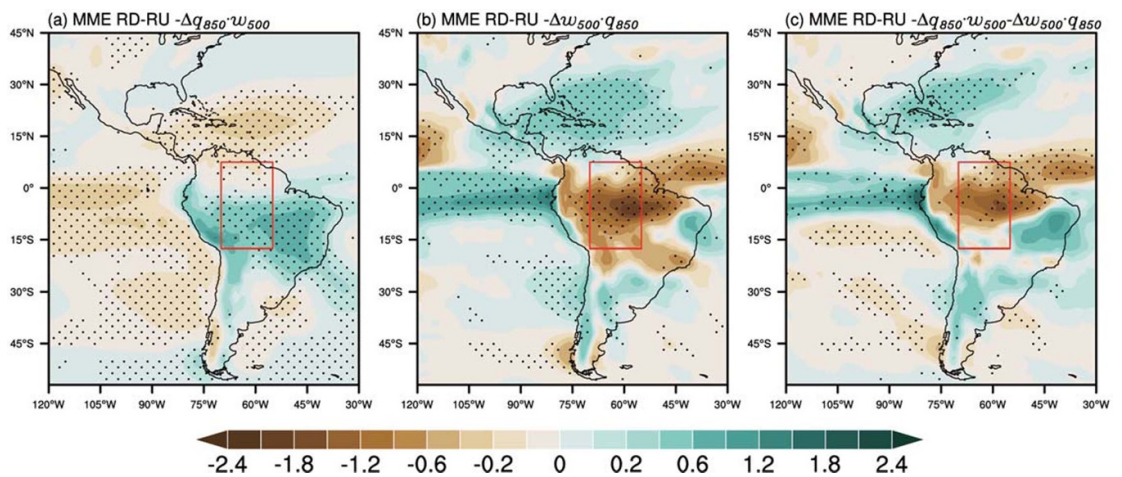 (a) MME RD-RU -Δq850·w500
(b) MME RD-RU -Δw500·q850
(c) MME RD-RU -Δq850·w500-Δw500·q850
45°N 45°N 45°N
30°N 30°N 30°N
15°N 15°N 15°N
0° 0° 0°
15°S 15°S 15°S
30°S 30°S 30°S
45°S 45°S 45°S
120°W 105°W 90°W 75°W 60°W 45°W 30°W
120°W 105°W 90°W 75°W 60°W 45°W 30°W
120°W 105°W 90°W 75°W 60°W 45°W 30°W
-2.4 -1.8 -1.2 -0.6 -0.2 0 0.2 0.6 1.2 1.8 2.4